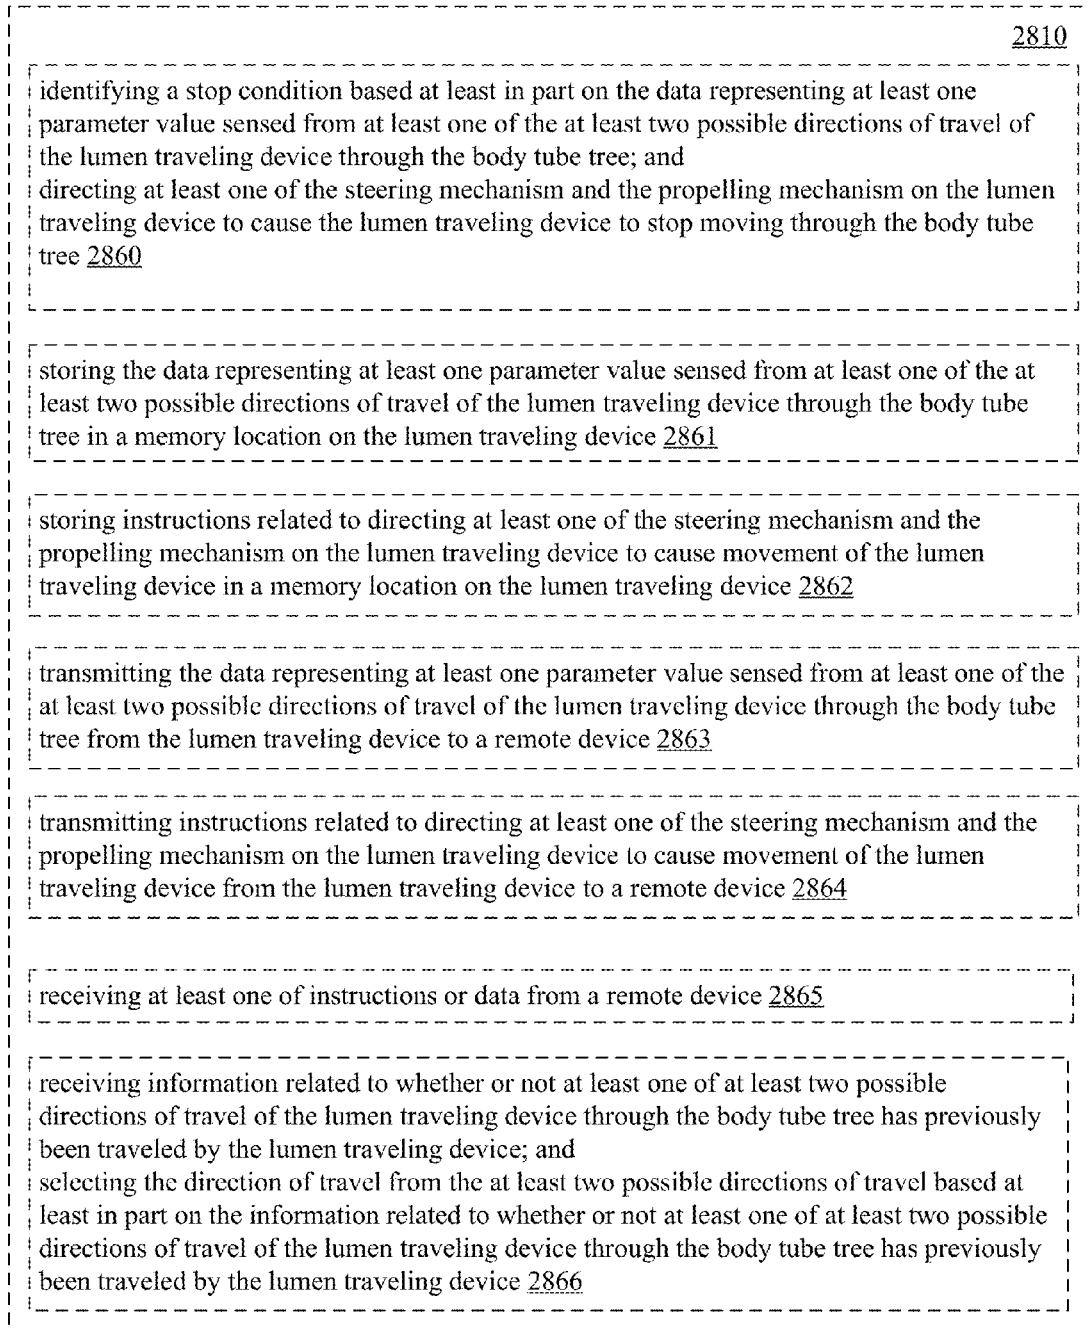 2810
identifying a stop condition based at least in part on the data representing at least one
parameter value sensed from at least one of the at least two possible directions of travel of
the lumen traveling device through the body tube tree; and
directing at least one of the steering mechanism and the propelling mechanism on the lumen
traveling device to cause the lumen traveling device to stop moving through the body tube
tree 2860
storing the data representing at least one parameter value sensed from at least one of the at
least two possible directions of travel of the lumen traveling device through the body tube
tree in a memory location on the lumen traveling device 2861
storing instructions related to directing at least one of the steering mechanism and the
propelling mechanism on the lumen traveling device to cause movement of the lumen
traveling device in a memory location on the lumen traveling device 2862
transmitting the data representing at least one parameter value sensed from at least one of the
at least two possible directions of travel of the lumen traveling device through the body tube
tree from the lumen traveling device to a remote device 2863
transmitting instructions related to directing at least one of the steering mechanism and the
propelling mechanism on the lumen traveling device to cause movement of the lumen
traveling device from the lumen traveling device to a remote device 2864
receiving at least one of instructions or data from a remote device 2865
receiving information related to whether or not at least one of at least two possible
directions of travel of the lumen traveling device through the body tube tree has previously
been traveled by the lumen traveling device; and
selecting the direction of travel from the at least two possible directions of travel based at
least in part on the information related to whether or not at least one of at least two possible
directions of travel of the lumen traveling device through the body tube tree has previously
been traveled by the lumen traveling device 2866